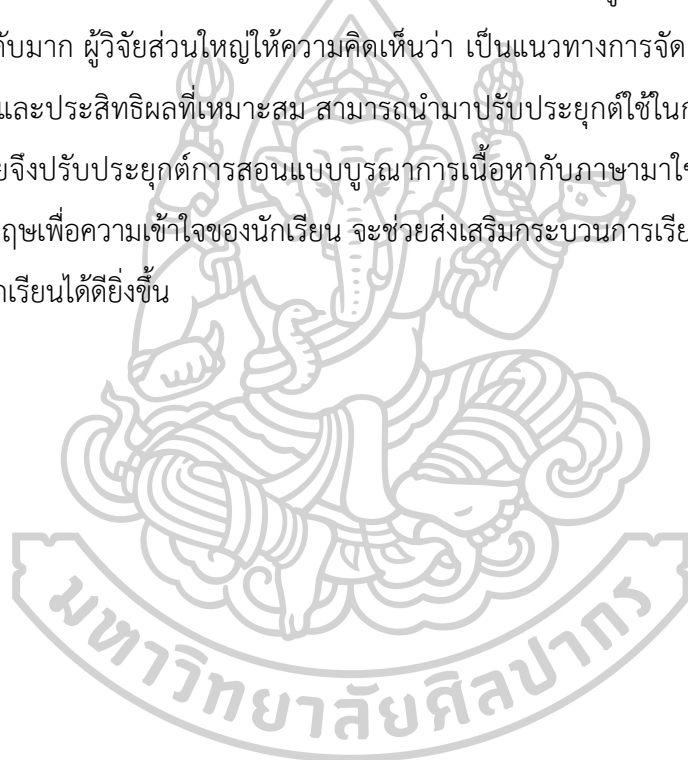 ดับมาก ผู้วิจัยส่วนใหญ่ให้ความคิดเห็นว่า เป็นแนวทางการจัด
และประสิทธิผลที่เหมาะสม สามารถนำมาปรับประยุกต์ใช้ใน
จึงปรับประยุกต์การสอนแบบบูรณาการเนื้อหากับภาษามาใช
กฤษเพื่อความเข้าใจของนักเรียน จะช่วยส่งเสริมกระบวนการเรีย
กเรียนได้ดียิ่งขึ้น
มหาวิทยาลัยศิลปากร